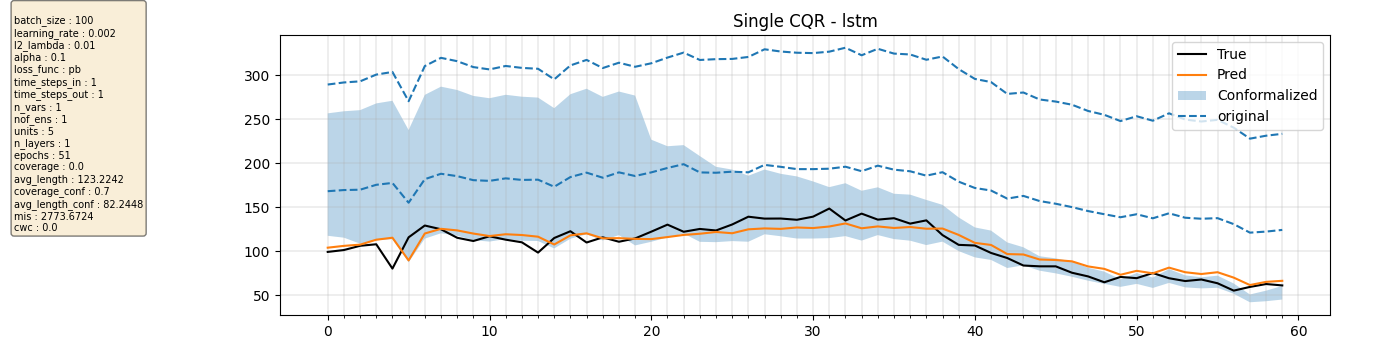 batch_size : 100
learning_rate : 0.002
l2_lambda : 0.01
alpha : 0.1
loss_func : pb
time_steps_in : 1
time_steps_out : 1
n_vars : 1
nof_ens : 1
units : 5
n_layers : 1
epochs : 51
coverage : 0.0
avg_length : 123.2242
coverage_conf : 0.7
avg_length_conf : 82.2448
mis : 2773.6724
cwc : 0.0
Single CQR - lstm
True
Pred
Conformalized
original
300
250
200
150
100
50
0 10 20 30 40 50 60